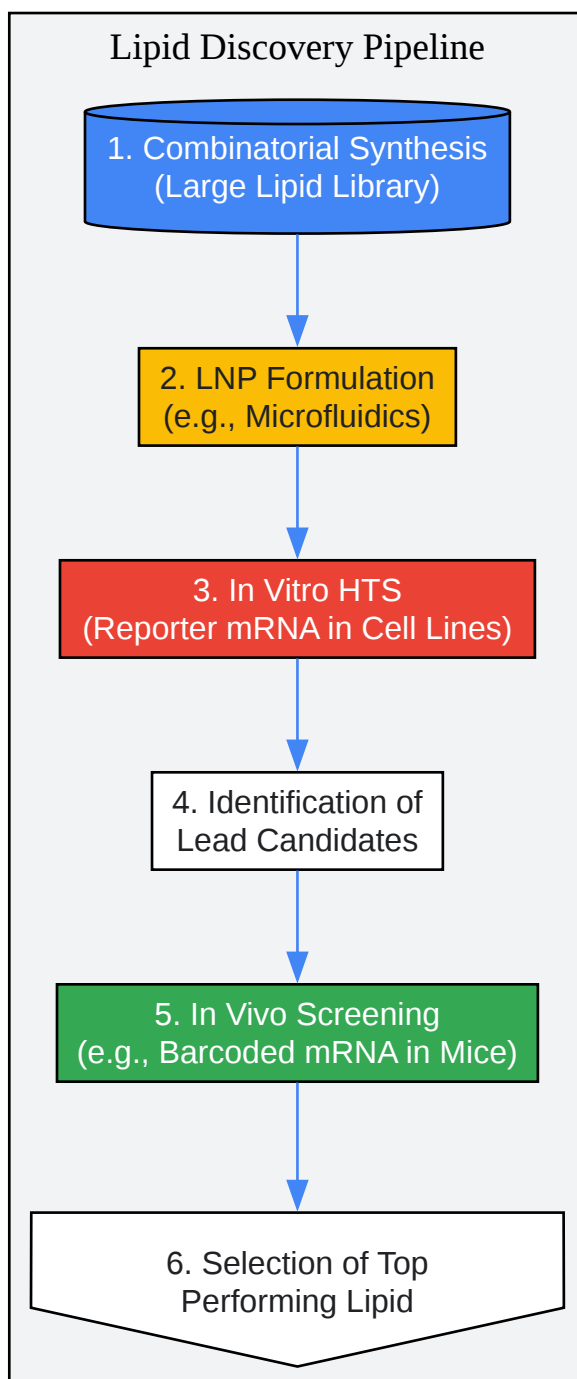 Lipid Discovery Pipeline
1. Combinatorial Synthesis
(Large Lipid Library)
2. LNP Formulation
(e.g., Microfluidics)
3. In Vitro HTS
(Reporter mRNA in Cell Lines)
4. Identification of
Lead Candidates
5. In Vivo Screening
(e.g., Barcoded mRNA in Mice)
6. Selection of Top
Performing Lipid